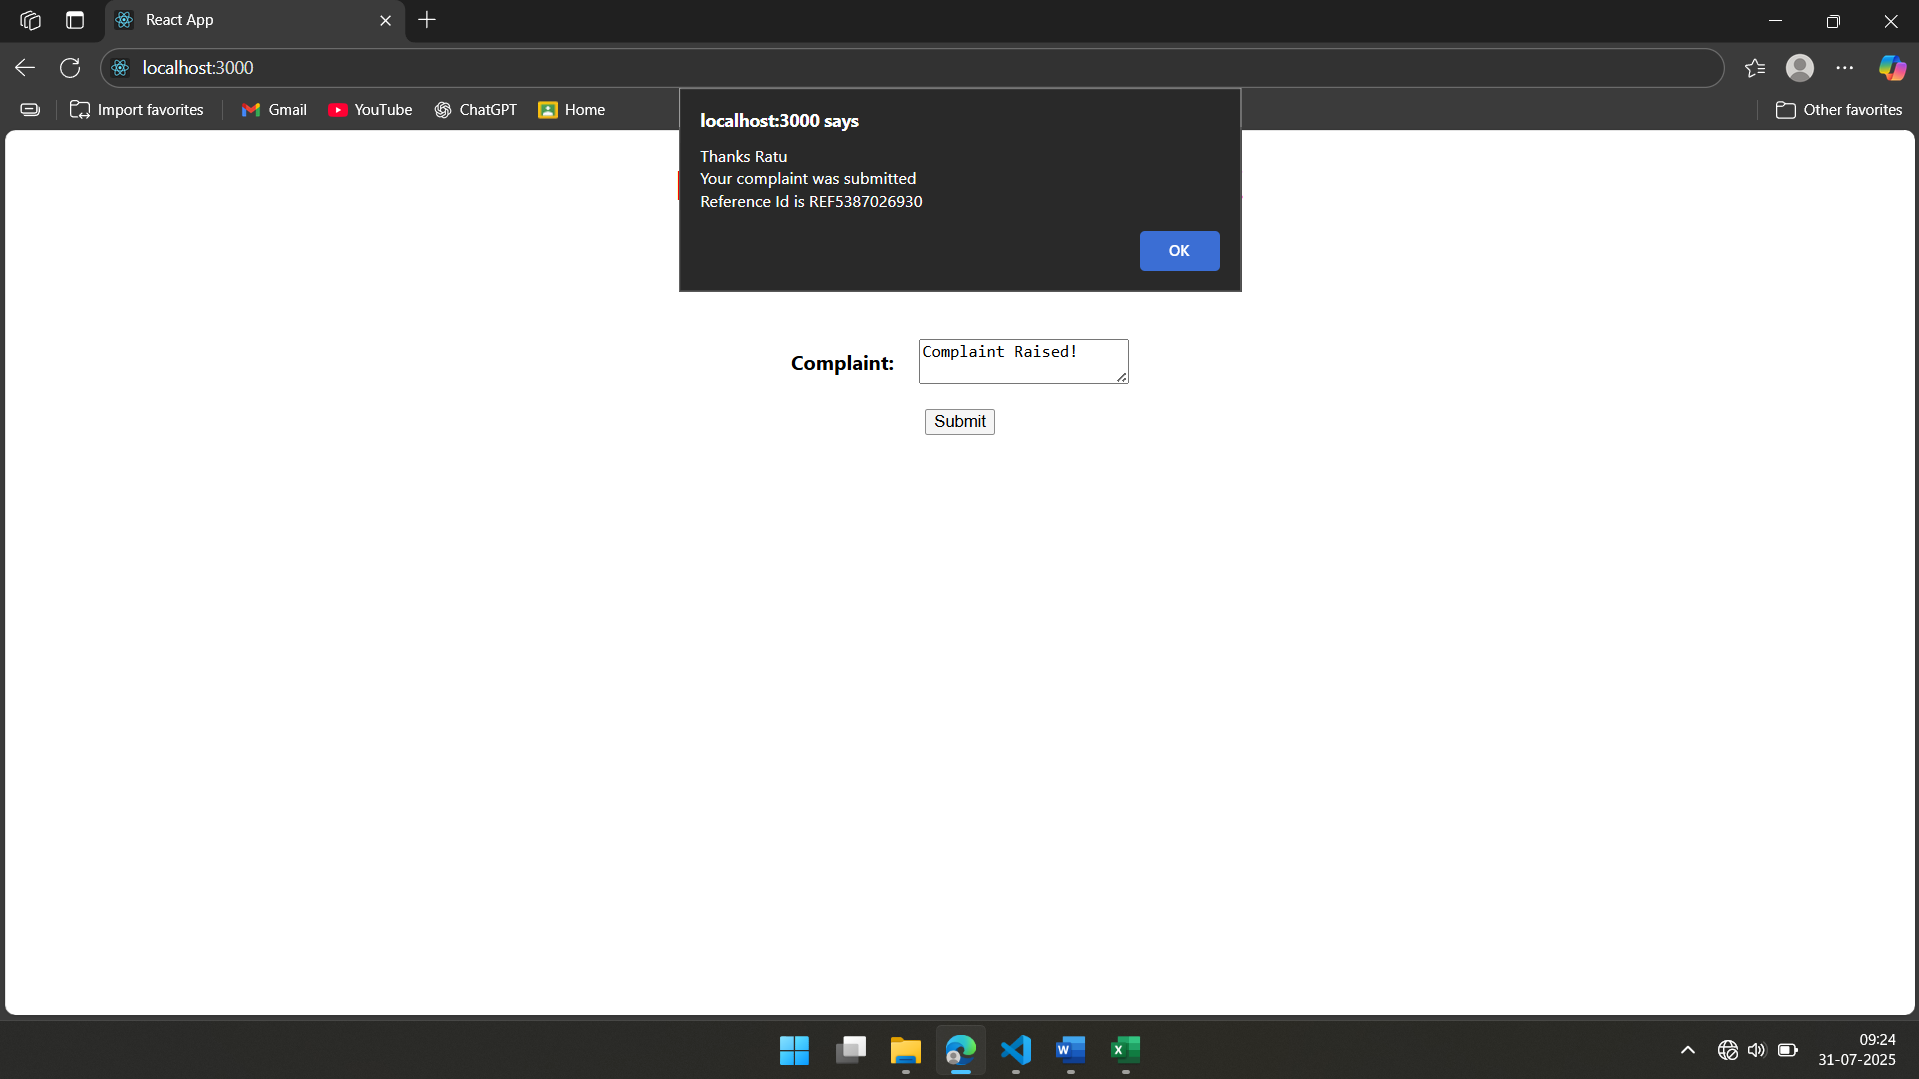 React App
localhost:3000
Import favorites
Gmail
YouTube
ChatGPT
Home
Other favorites
localhost:3000 says
Thanks Ratu
Your complaint was submitted
Reference Id is REF5387026930
OK
Complaint:
Complaint Raised!
Submit
09:24
31-07-2025